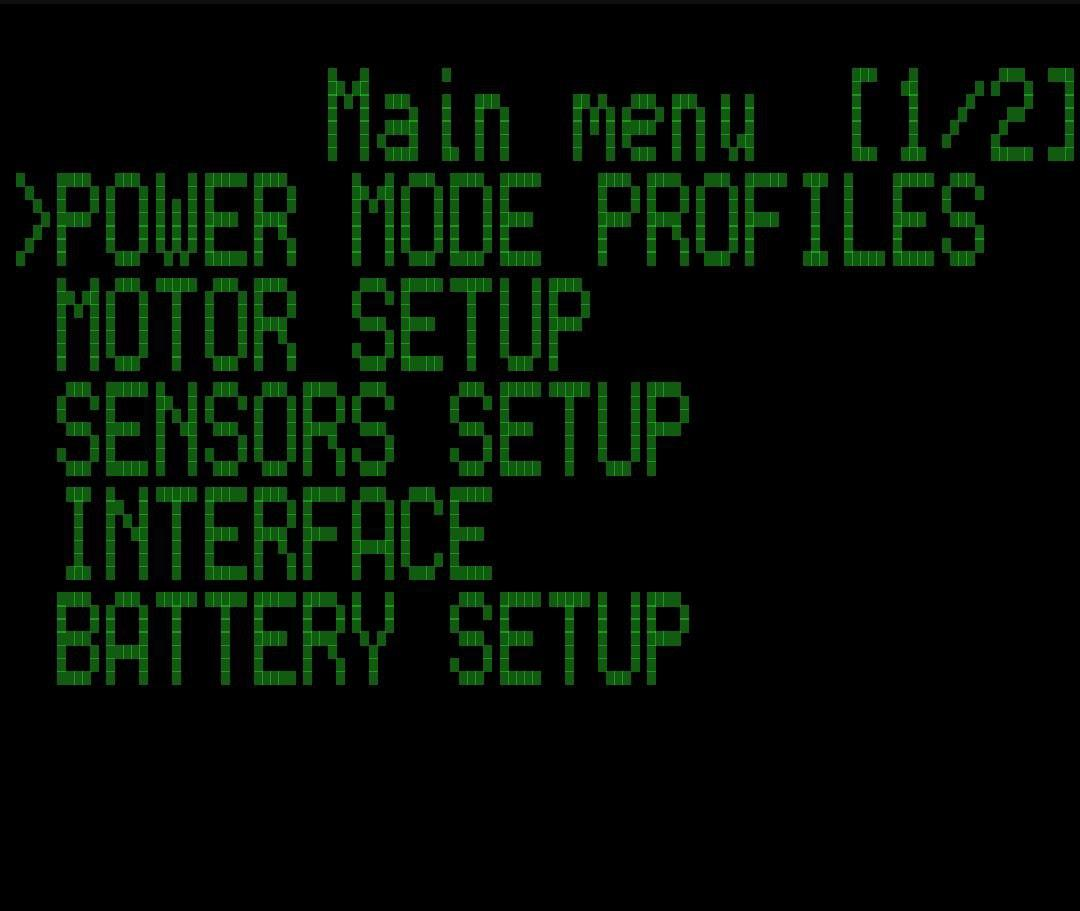 Main menu [1/2]
>POWER MODE PROFILES
MOTOR SETUP
SENSORS SETUP
INTERFACE
BATTERY SETUP